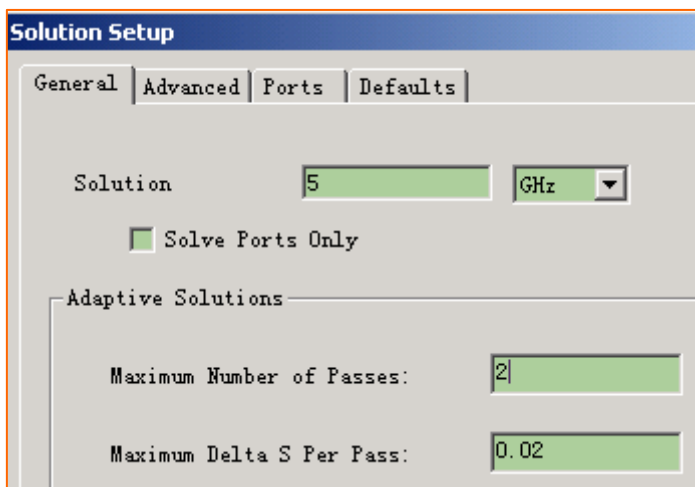 Solution Setup
General Advanced Ports Defaults
Solution 5 GHz
Solve Ports Only
Adaptive Solutions
Maximum Number of Passes: 2
Maximum Delta S Per Pass: 0.02